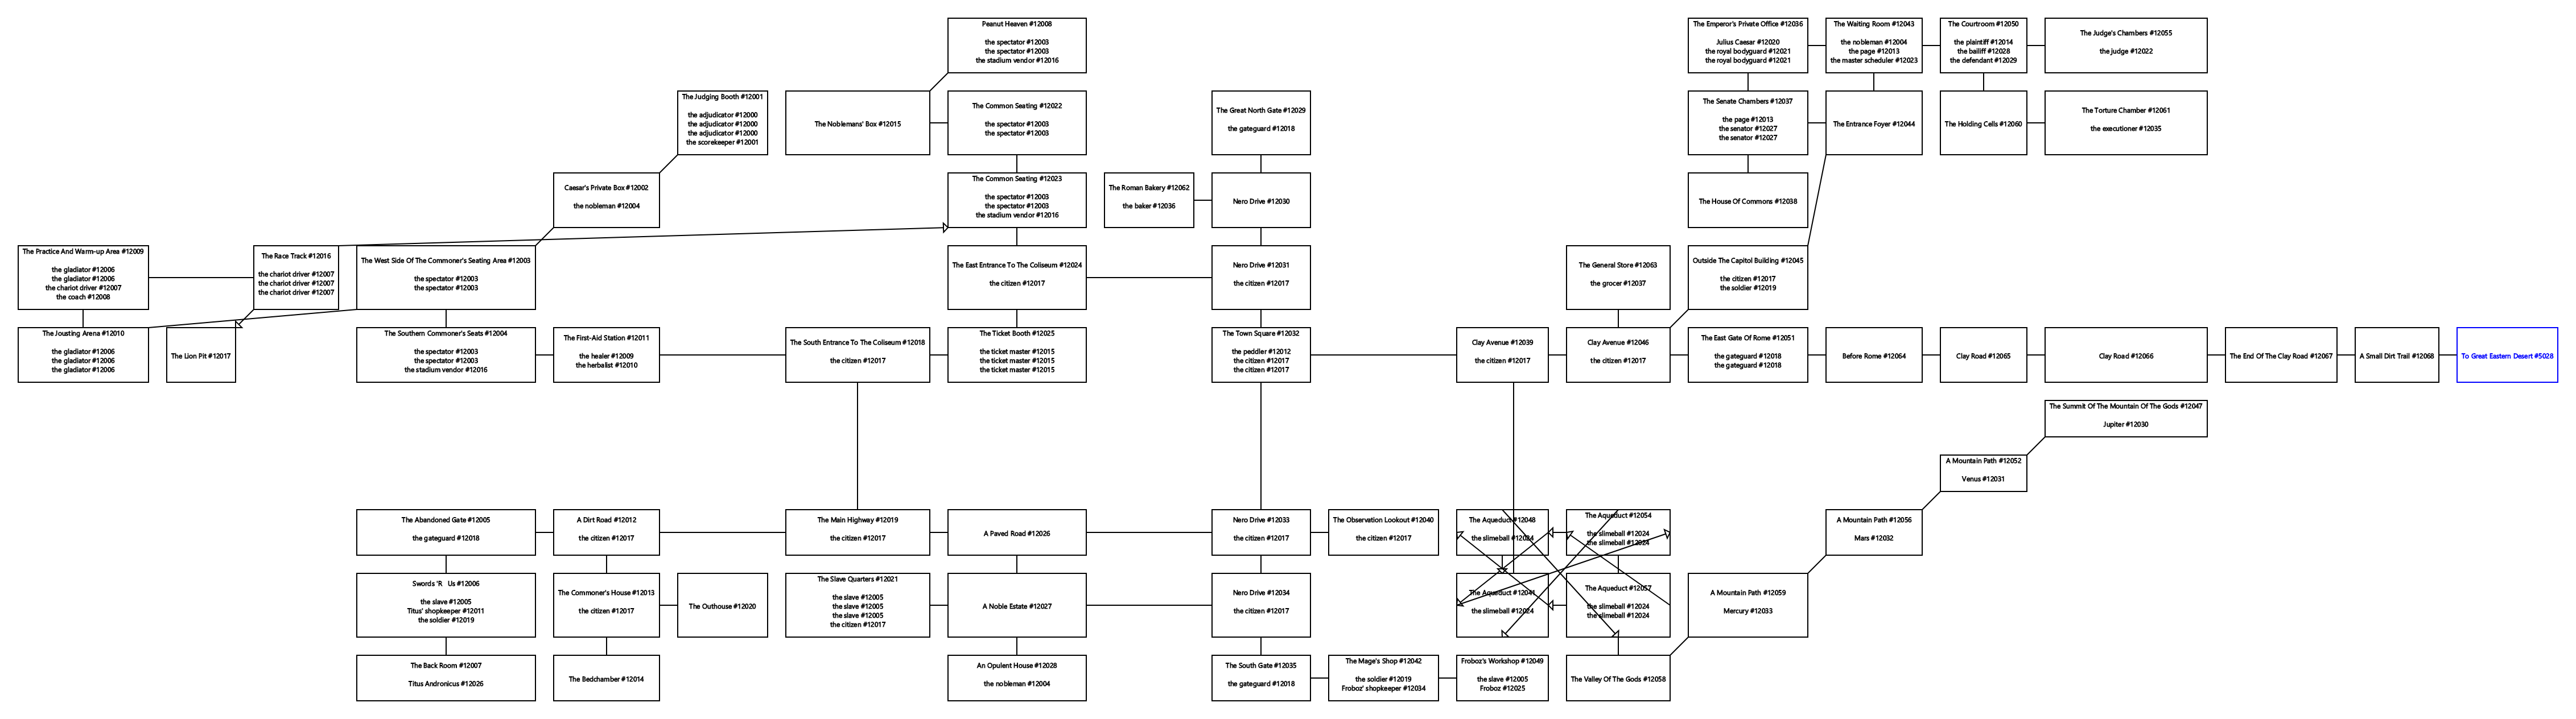 Peanut Heaven #12008
the spectator #12003
the spectator #12003
the stadium vendor #12016
The Emperor's Private Office #12036
Julius Caesar #12020
the royal bodyguard #12021
the royal bodyguard #12021
The Waiting Room #12043
the nobleman #12004
the page #12013
the master scheduler #12023
The Courtroom #12050
the plaintiff #12014
the bailiff #12028
the defendant #12029
The Judge's Chambers #12055
the judge #12022
The Judging Booth #12001
the adjudicator #12000
the adjudicator #12000
the adjudicator #12000
the scorekeeper #12001
The Noblemans' Box #12015
The Common Seating #12022
the spectator #12003
the spectator #12003
The Great North Gate #12029
the gateguard #12018
The Senate Chambers #12037
the page #12013
the senator #12027
the senator #12027
The Entrance Foyer #12044
The Holding Cells #12060
The Torture Chamber #12061
the executioner #12035
Caesar's Private Box #12002
the nobleman #12004
The Common Seating #12023
the spectator #12003
the spectator #12003
the stadium vendor #12016
The Roman Bakery #12062
the baker #12036
Nero Drive #12030
The House Of Commons #12038
The Practice And Warm-up Area #12009
the gladiator #12006
the gladiator #12006
the chariot driver #12007
the coach #12008
The Race Track #12016
the chariot driver #12007
the chariot driver #12007
the chariot driver #12007
The West Side Of The Commoner's Seating Area #12003
the spectator #12003
the spectator #12003
The East Entrance To The Coliseum #12024
the citizen #12017
Nero Drive #12031
the citizen #12017
The General Store #12063
the grocer #12037
Outside The Capitol Building #12045
the citizen #12017
the soldier #12019
The Jousting Arena #12010
the gladiator #12006
the gladiator #12006
the gladiator #12006
The Lion Pit #12017
The Southern Commoner's Seats #12004
the spectator #12003
the spectator #12003
the stadium vendor #12016
The First-Aid Station #12011
the healer #12009
the herbalist #12010
The South Entrance To The Coliseum #12018
the citizen #12017
The Ticket Booth #12025
the ticket master #12015
the ticket master #12015
the ticket master #12015
The Town Square #12032
the peddler #12012
the citizen #12017
the citizen #12017
Clay Avenue #12039
the citizen #12017
Clay Avenue #12046
the citizen #12017
The East Gate Of Rome #12051
the gateguard #12018
the gateguard #12018
Before Rome #12064
Clay Road #12065
Clay Road #12066
The End Of The Clay Road #12067
A Small Dirt Trail #12068
To Great Eastern Desert #5028
The Summit Of The Mountain Of The Gods #12047
Jupiter #12030
A Mountain Path #12052
Venus #12031
The Abandoned Gate #12005
the gateguard #12018
A Dirt Road #12012
the citizen #12017
The Main Highway #12019
the citizen #12017
A Paved Road #12026
Nero Drive #12033
the citizen #12017
The Observation Lookout #12040
the citizen #12017
The Aqueduct #12048
the slimeball #12024
The Aqueduct #12054
the slimeball #12024
the slimeball #12024
A Mountain Path #12056
Mars #12032
Swords 'R Us #12006
the slave #12005
Titus' shopkeeper #12011
the soldier #12019
The Commoner's House #12013
the citizen #12017
The Outhouse #12020
The Slave Quarters #12021
the slave #12005
the slave #12005
the slave #12005
the citizen #12017
A Noble Estate #12027
Nero Drive #12034
the citizen #12017
The Aqueduct #12041
the slimeball #12024
The Aqueduct #12057
the slimeball #12024
the slimeball #12024
A Mountain Path #12059
Mercury #12033
The Back Room #12007
Titus Andronicus #12026
The Bedchamber #12014
An Opulent House #12028
the nobleman #12004
The South Gate #12035
the gateguard #12018
The Mage's Shop #12042
the soldier #12019
Froboz' shopkeeper #12034
Froboz's Workshop #12049
the slave #12005
Froboz #12025
The Valley Of The Gods #12058